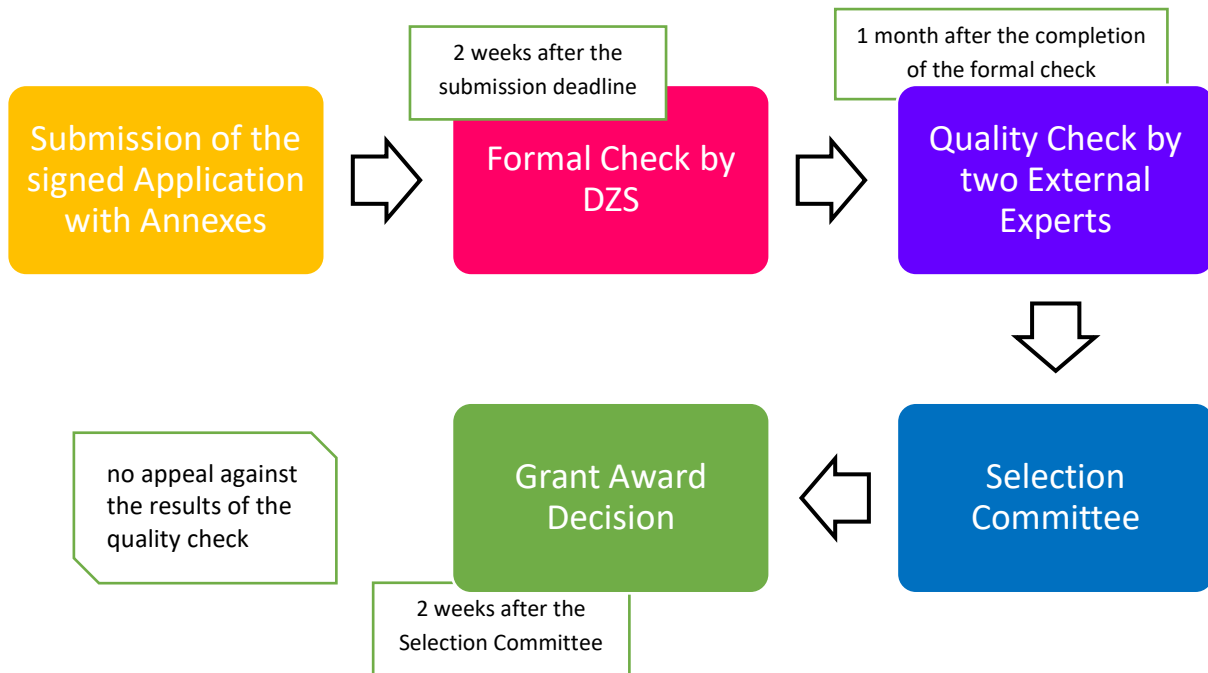 2 weeks after the
submission deadline
1 month after the completion
of the formal check
Submission of the
signed Application
with Annexes
Formal Check by
DZS
Quality Check by
two External
Experts
no appeal against
the results of the
quality check
Grant Award
Decision
Selection
Committee
2 weeks after the
Selection Committee